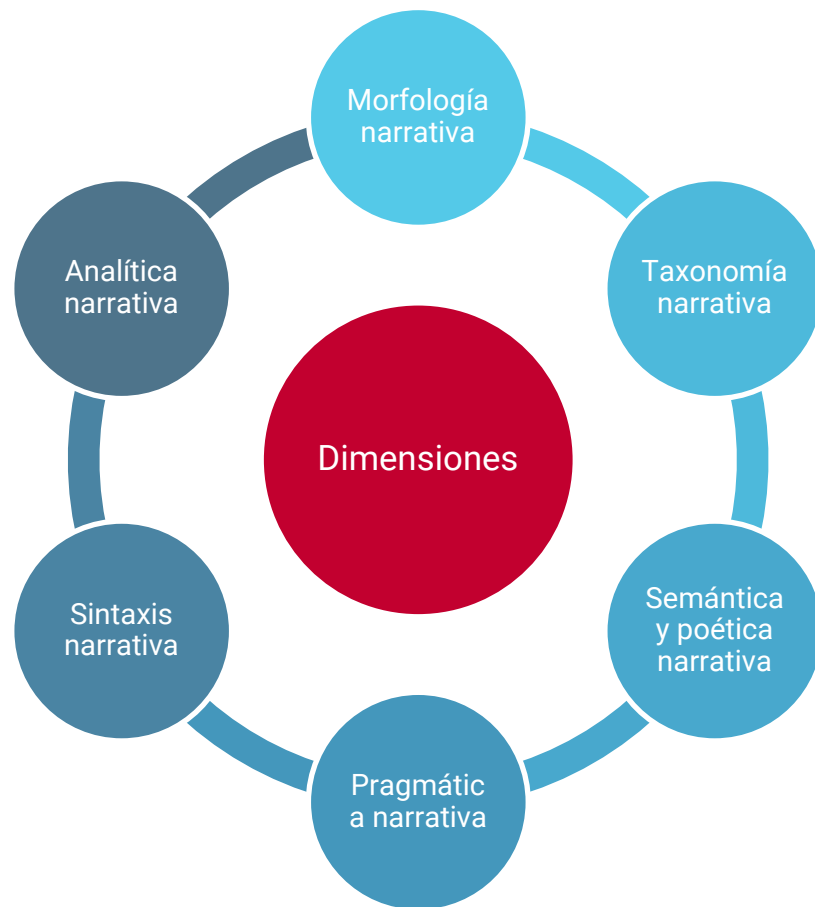 Morfología
narrativa
Taxonomía
narrativa
Semántica
y poética
narrativa
Pragmátic
a narrativa
Sintaxis
narrativa
Analítica
narrativa
Dimensiones